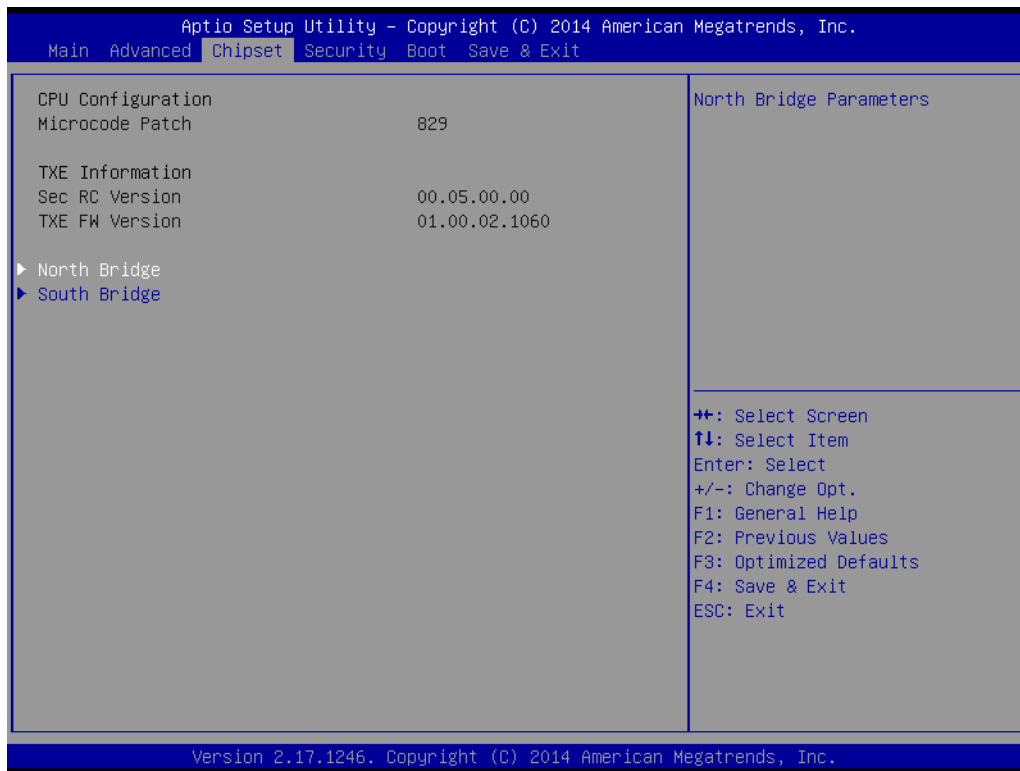 Aptio Setup Utility – Copyright (C) 2014 American Megatrends, Inc.
Main Advanced Chipset Security Boot Save & Exit
CPU Configuration
Microcode Patch 829
TXE Information
Sec RC Version 00.05.00.00
TXE FW Version 01.00.02.1060
▶ North Bridge
▶ South Bridge
North Bridge Parameters
→←: Select Screen
↑↓: Select Item
Enter: Select
+/-: Change Opt.
F1: General Help
F2: Previous Values
F3: Optimized Defaults
F4: Save & Exit
ESC: Exit
Version 2.17.1246. Copyright (C) 2014 American Megatrends, Inc.